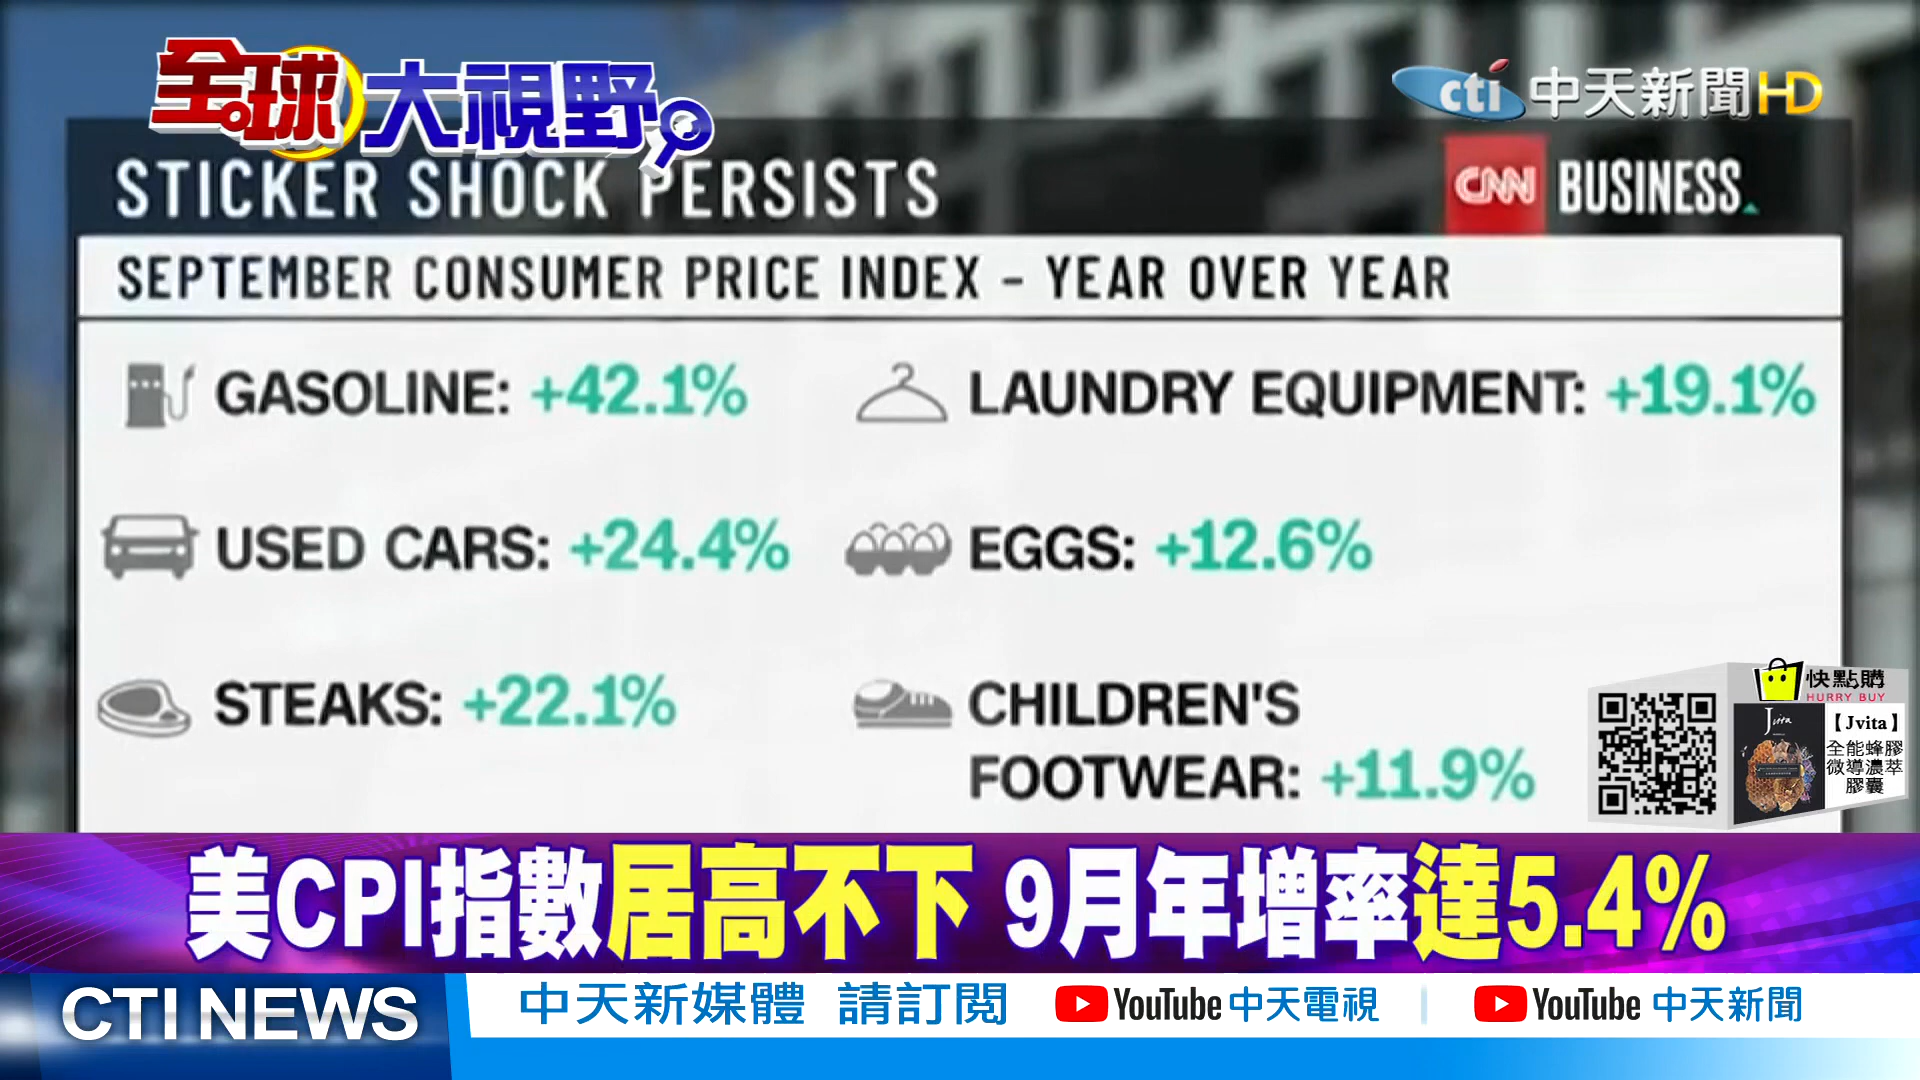 全球大視野
cti 中天新聞HD
STICKER SHOCK PERSISTS
CNN BUSINESS
SEPTEMBER CONSUMER PRICE INDEX – YEAR OVER YEAR
GASOLINE: +42.1%
LAUNDRY EQUIPMENT: +19.1%
USED CARS: +24.4%
EGGS: +12.6%
STEAKS: +22.1%
CHILDREN'S
FOOTWEAR: +11.9%
快點購
HURRY BUY
Jvita
【Jvita】
全能蜂膠
微導濃萃
膠囊
美CPI指數居高不下 9月年增率達5.4%
CTI NEWS
中天新媒體 請訂閱 YouTube 中天電視 | YouTube 中天新聞